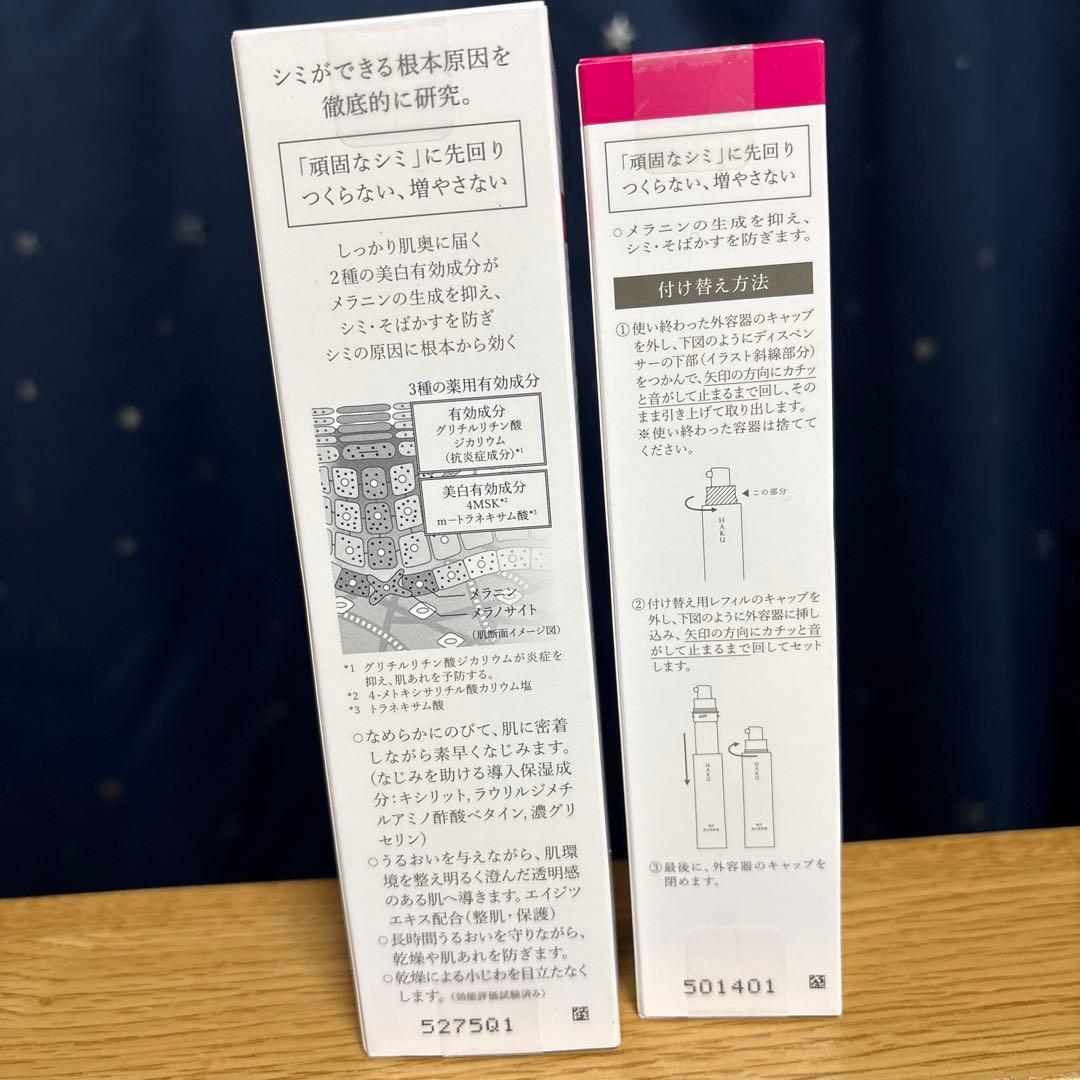 シミができる根本原因を
徹底的に研究。
「頑固なシミ」に先回り
つくらない、増やさない
しっかり肌奥に届く
2種の美白有効成分が
メラニンの生成を抑え、
シミ・そばかすを防ぎ
シミの原因に根本から効く
3種の薬用有効成分
有効成分
グリチルリチン酸
ジカリウム
(抗炎症成分)*1
美白有効成分
4MSK*2
m-トラネキサム酸*3
メラニン
メラノサイト
(肌断面イメージ図)
*1 グリチルリチン酸ジカリウムが炎症を
抑え、肌あれを予防する。
*2 4-メトキシサリチル酸カリウム塩
*3 トラネキサム酸
○なめらかにのびて、肌に密着
しながら素早くなじみます。
(なじみを助ける導入保湿成
分：キシリット,ラウリルジメチ
ルアミノ酢酸ベタイン,濃グリ
セリン)
○うるおいを与えながら、肌環
境を整え明るく澄んだ透明感
のある肌へ導きます。エイジツ
エキス配合(整肌・保護)
○長時間うるおいを守りながら、
乾燥や肌あれを防ぎます。
○乾燥による小じわを目立たなく
します。(効能評価試験済み)
5275Q1
「頑固なシミ」に先回り
つくらない、増やさない
○メラニンの生成を抑え、
シミ・そばかすを防ぎます。
付け替え方法
①使い終わった外容器のキャップ
を外し、下図のようにディスペン
サーの下部(イラスト斜線部分)
をつかんで、矢印の方向にカチッ
と音がして止まるまで回し、その
まま引き上げて取り出します。
※使い終わった容器は捨てて
ください。
◀この部分
HAKU
②付け替え用レフィルのキャップを
外し、下図のように外容器に挿し
込み、矢印の方向にカチッと音
がして止まるまで回してセット
します。
HAKU
HAKU
③最後に、外容器のキャップを
閉めます。
501401